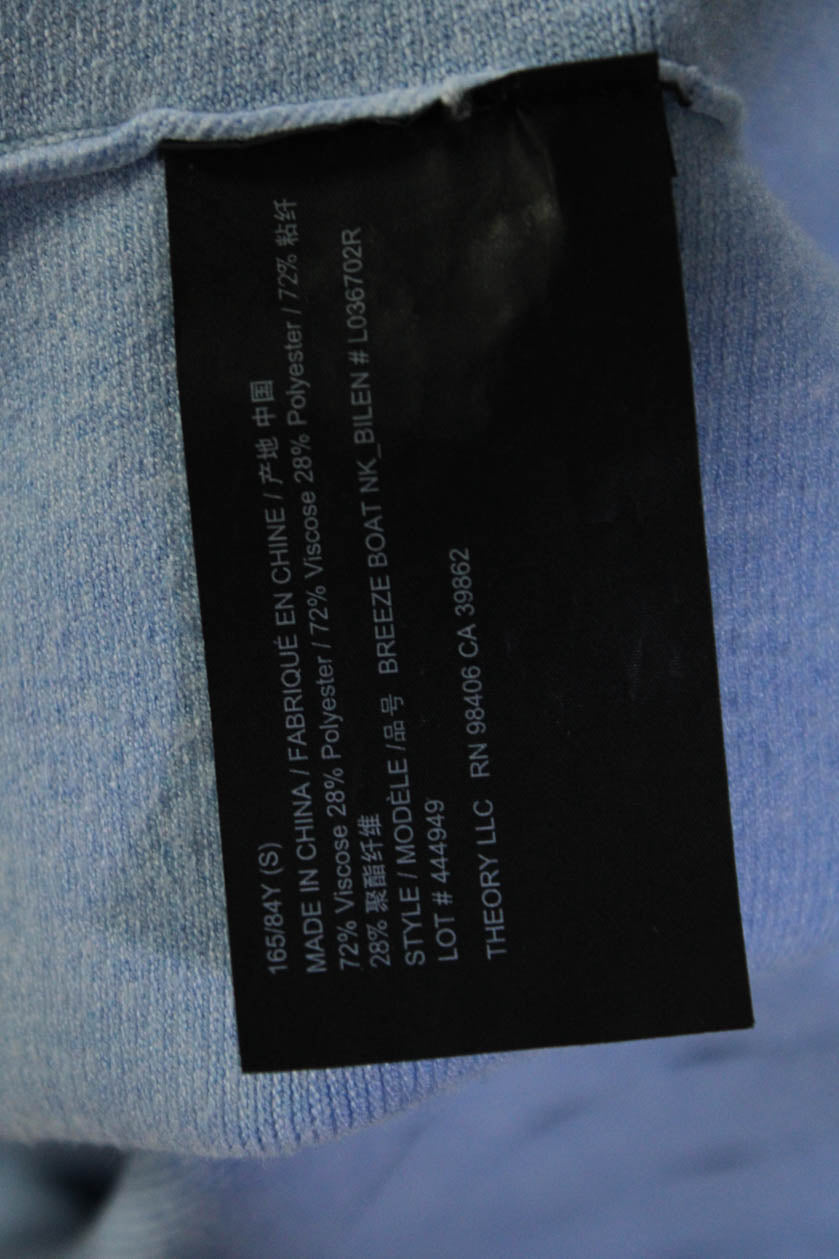 165/84Y (S)
MADE IN CHINA / FABRIQUÉ EN CHINE / 产地 中国
72% Viscose 28% Polyester / 72% Viscose 28% Polyester / 72% 粘纤
28% 聚酯纤维
STYLE / MODÈLE /品号 BREEZE BOAT NK_BILEN # L036702R
LOT # 444949
THEORY LLC RN 98406 CA 39862